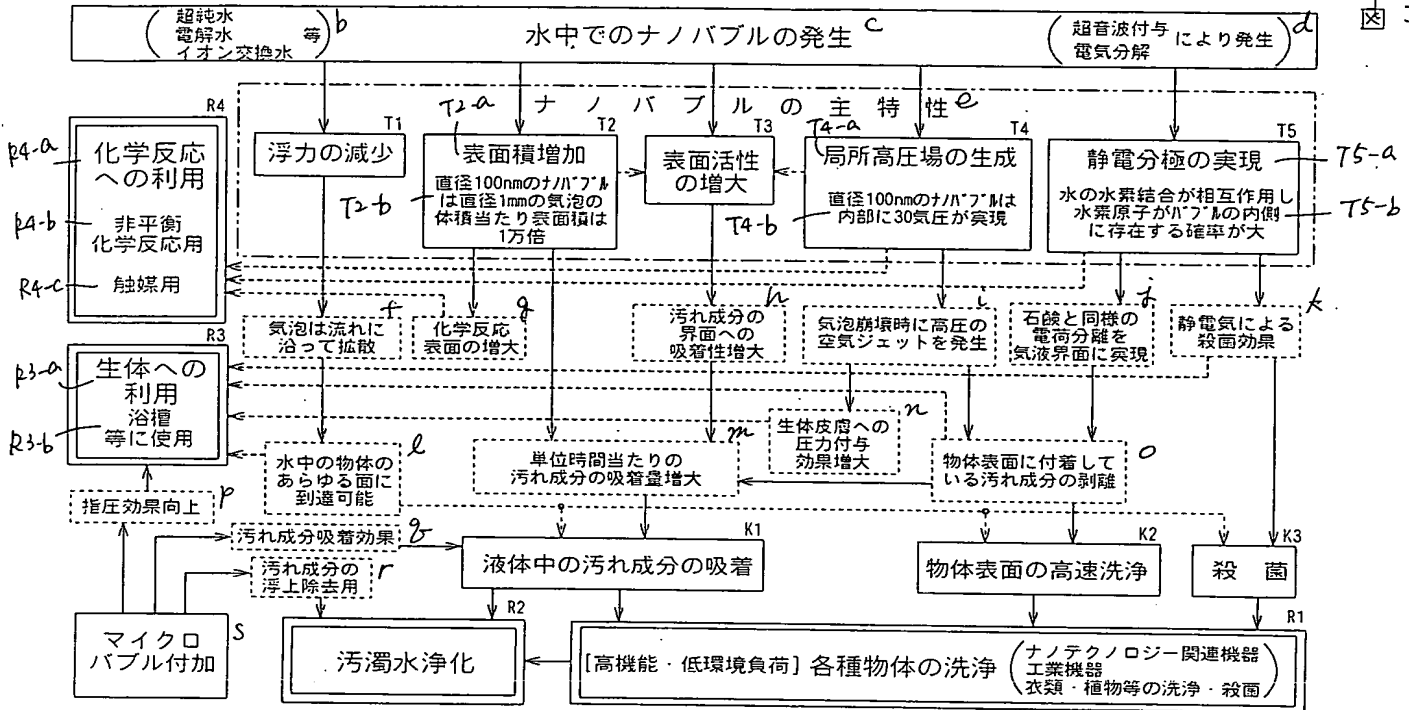 超純水
電解水 等
イオン交換水
b
水中でのナノバブルの発生
c
超音波付与
電気分解
により発生
d
図
ナノバブルの主特性
e
R4
R4-a
化学反応
への利用
R4-b
非平衡
化学反応用
R4-c
触媒用
T1
浮力の減少
T2-a
T2
表面積増加
T2-b
直径100nmのナノバブル
は直径1mmの気泡の
体積当たり表面積は
1万倍
T3
表面活性
の増大
T4-a
T4
局所高圧場の生成
T4-b
直径100nmのナノバブルは
内部に30気圧が実現
T5
静電分極の実現
T5-a
水の水素結合が相互作用し
水素原子がバブルの内側
に存在する確率が大
T5-b
f
気泡は流れに
沿って拡散
g
化学反応
表面の増大
h
汚れ成分の
界面への
吸着性増大
i
気泡崩壊時に高圧の
空気ジェットを発生
j
石鹸と同様の
電荷分離を
気液界面に実現
k
静電気による
殺菌効果
R3
R3-a
生体への
利用
R3-b
浴槽
等に使用
l
水中の物体の
あらゆる面に
到達可能
m
単位時間当たりの
汚れ成分の吸着量増大
n
生体皮膚への
圧力付与
効果増大
o
物体表面に付着して
いる汚れ成分の剥離
指圧効果向上
p
汚れ成分吸着効果
q
汚れ成分の
浮上除去用
r
K1
液体中の汚れ成分の吸着
K2
物体表面の高速洗浄
K3
殺菌
マイクロ
バブル付加
s
R2
汚濁水浄化
R1
[高機能・低環境負荷] 各種物体の洗浄
ナノテクノロジー関連機器
工業機器
衣類・植物等の洗浄・殺菌